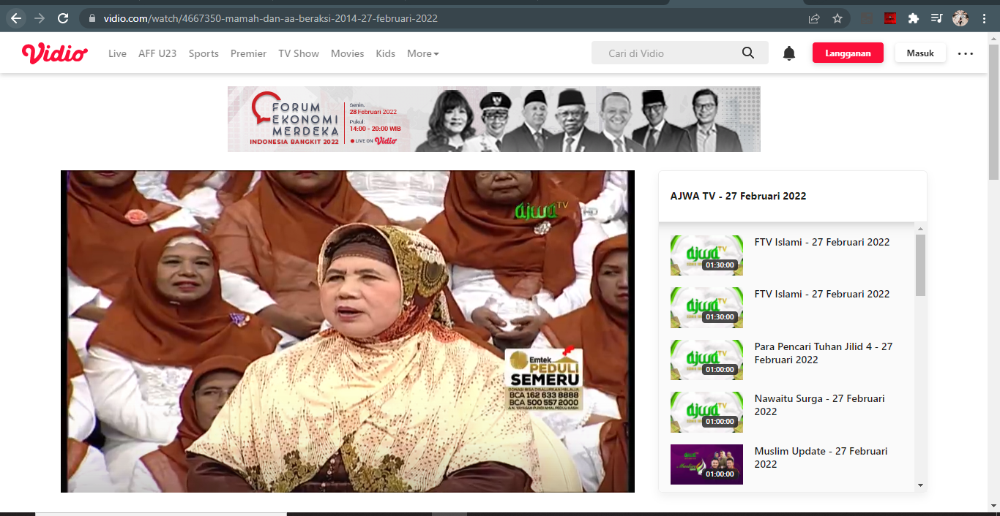 vidio.com/watch/4667350-mamah-dan-aa-beraksi-2014-27-februari-2022
Vidio
Live
AFF U23
Sports
Premier
TV Show
Movies
Kids
More
Cari di Vidio
Langganan
Masuk
FORUM
EKONOMI
MERDEKA
INDONESIA BANGKIT 2022
Senin,
28 Februari 2022
Pukul:
14:00 - 20:00 WIB
LIVE ON Vidio
ajwa TV
HD
Emtek
PEDULI
SEMERU
DONASI BISA DISALURKAN MELALUI
BCA 162 633 8888
BCA 500 557 2000
A.N. YAYASAN PUNDI AMAL PEDULI KASIH
AJWA TV - 27 Februari 2022
ajwa TV
01:30:00
FTV Islami - 27 Februari 2022
ajwa TV
01:30:00
FTV Islami - 27 Februari 2022
ajwa TV
01:00:00
Para Pencari Tuhan Jilid 4 - 27
Februari 2022
ajwa TV
01:00:00
Nawaitu Surga - 27 Februari
2022
ajwa
Muslim
01:00:00
Muslim Update - 27 Februari
2022